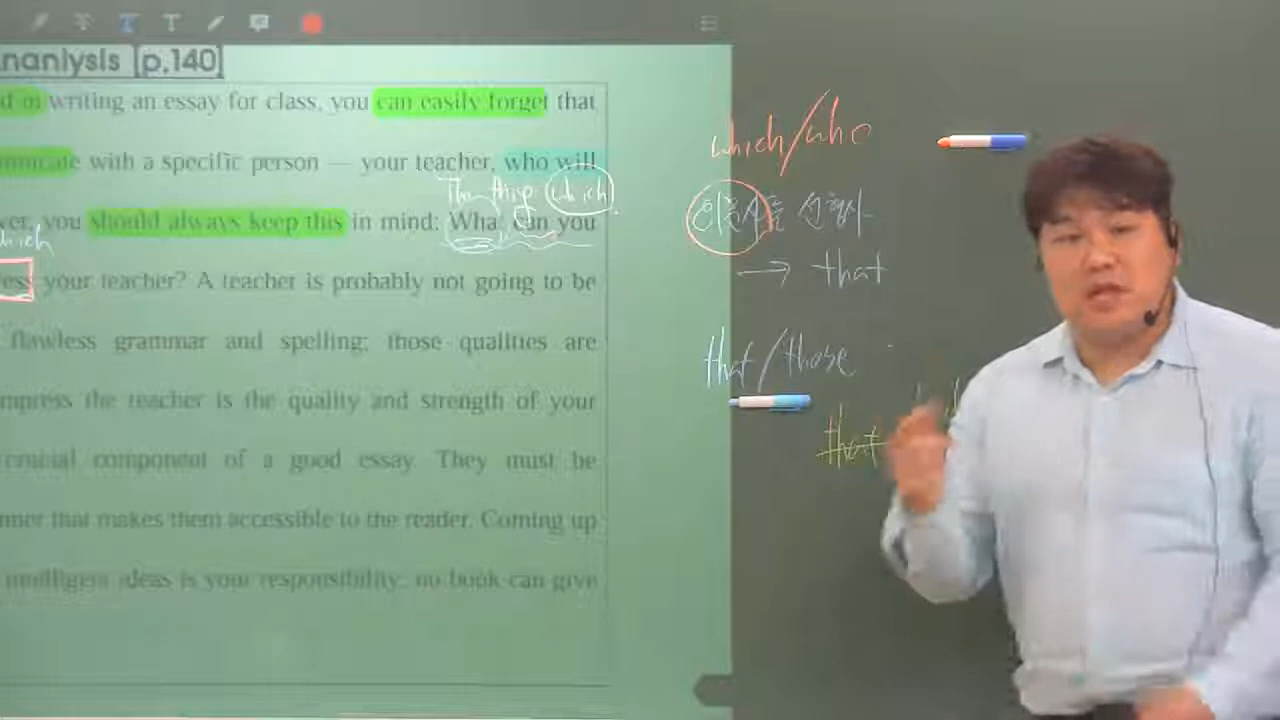 nanlysis [p.140]
writing an essay for class, you can easily forget that
with a specific person — your teacher, who will
The thing which
you should always keep this in mind: What can you
your teacher? A teacher is probably not going to be
flawless grammar and spelling; those qualities are
mpress the teacher is the quality and strength of your
crucial component of a good essay. They must be
nner that makes them accessible to the reader. Coming up
intelligent ideas is your responsibility; no book can give
which/who
→ that
that/those
that